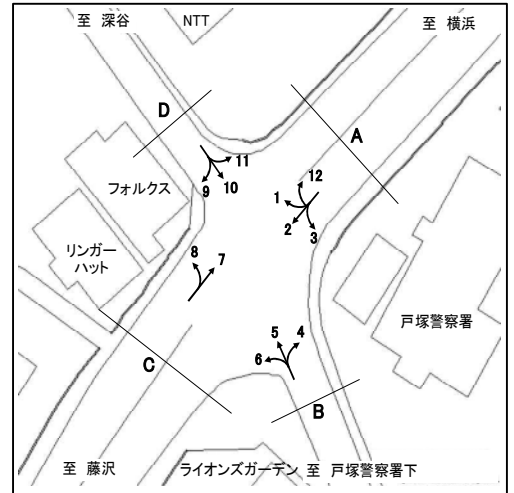 至 深谷 NTT 至 横浜
D
A
11
12
フォルクス
9 10
1
2 3
8 7
リンガー
ハット
戸塚警察署
5 4
6
C
B
至 藤沢 ライオンズガーデン 至 戸塚警察署下